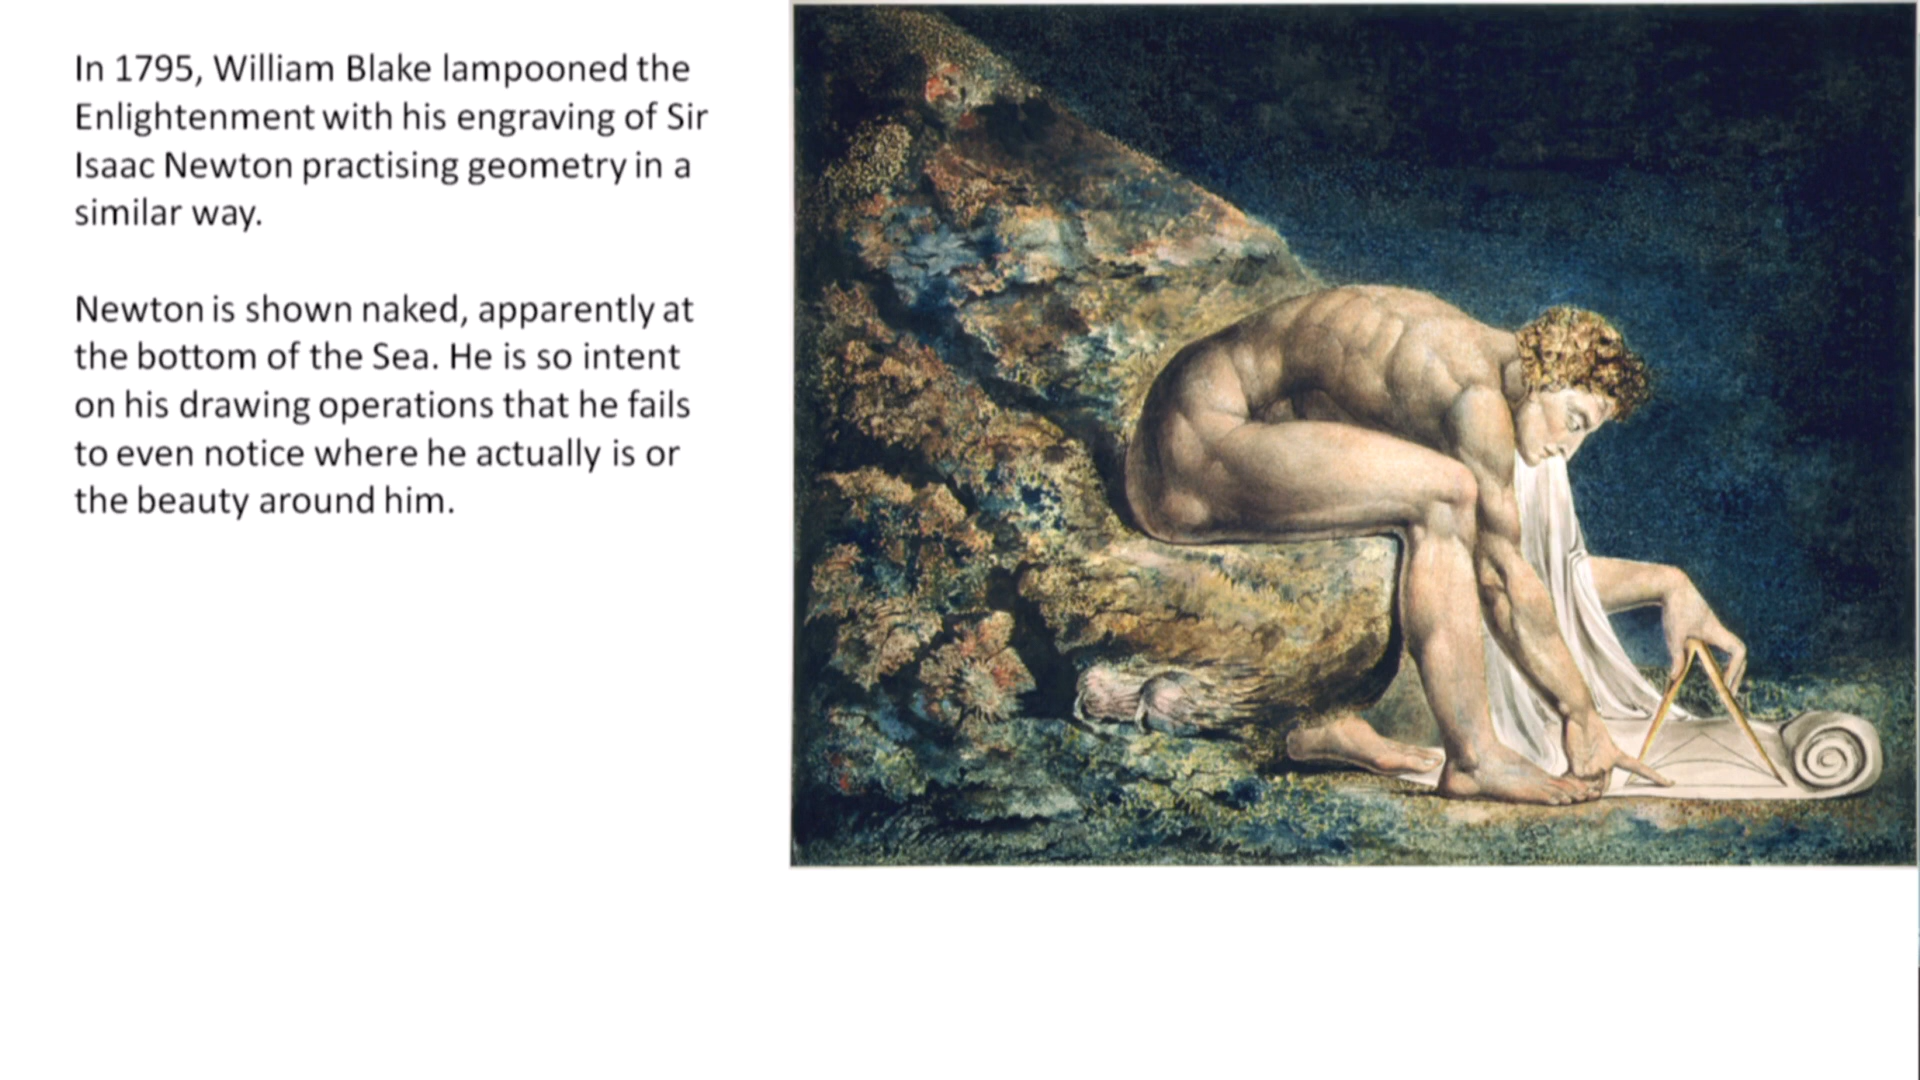 In 1795, William Blake lampooned the
Enlightenment with his engraving of Sir
Isaac Newton practising geometry in a
similar way.
Newton is shown naked, apparently at
the bottom of the Sea. He is so intent
on his drawing operations that he fails
to even notice where he actually is or
the beauty around him.